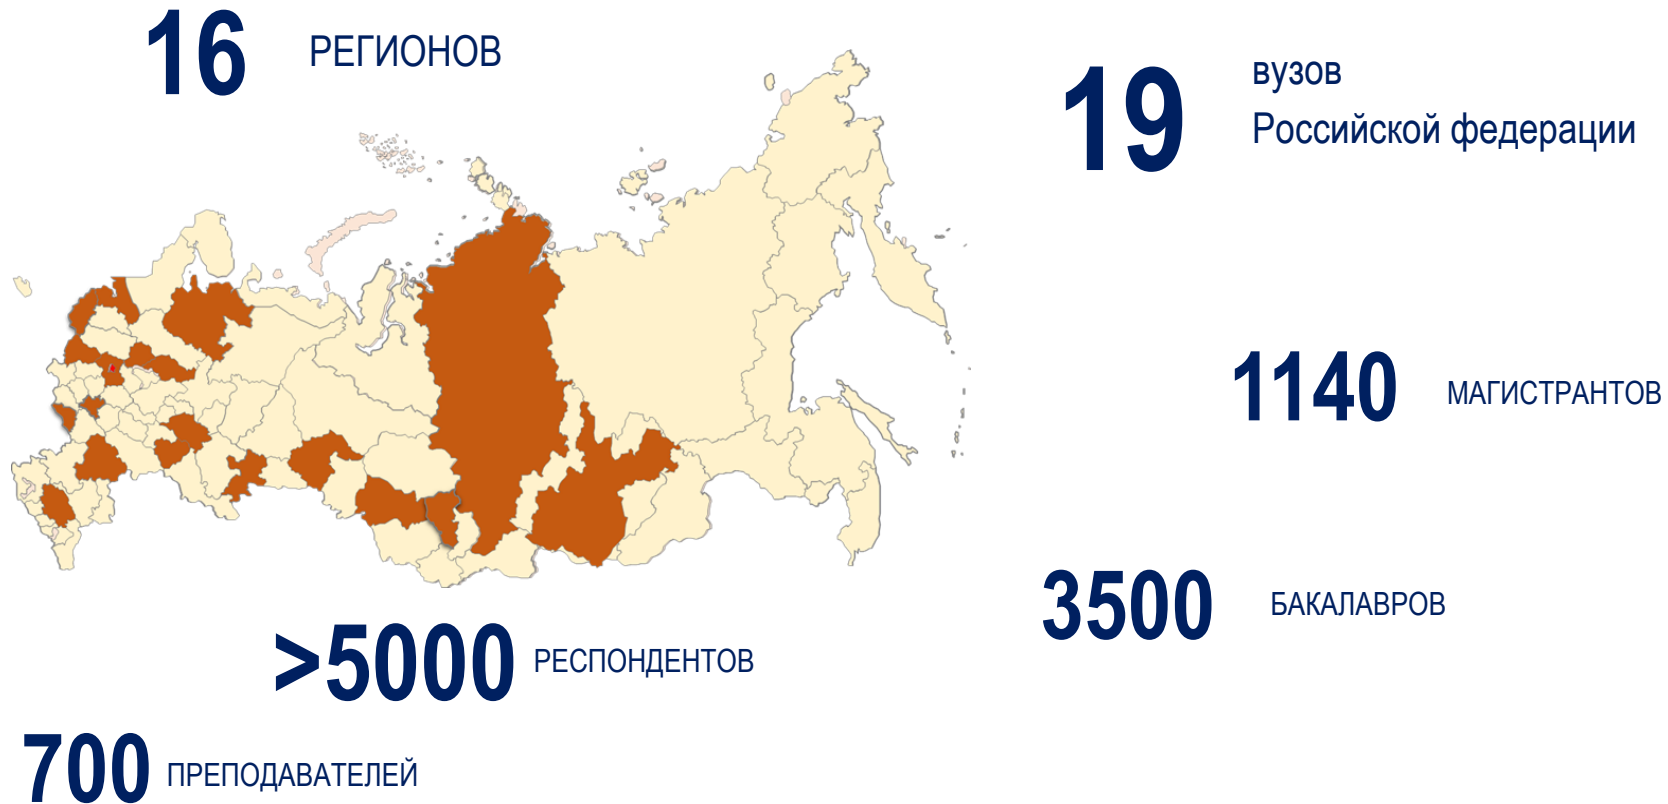 16 РЕГИОНОВ
19 вузов
Российской федерации
1140 МАГИСТРАНТОВ
3500 БАКАЛАВРОВ
>5000 РЕСПОНДЕНТОВ
700 ПРЕПОДАВАТЕЛЕЙ